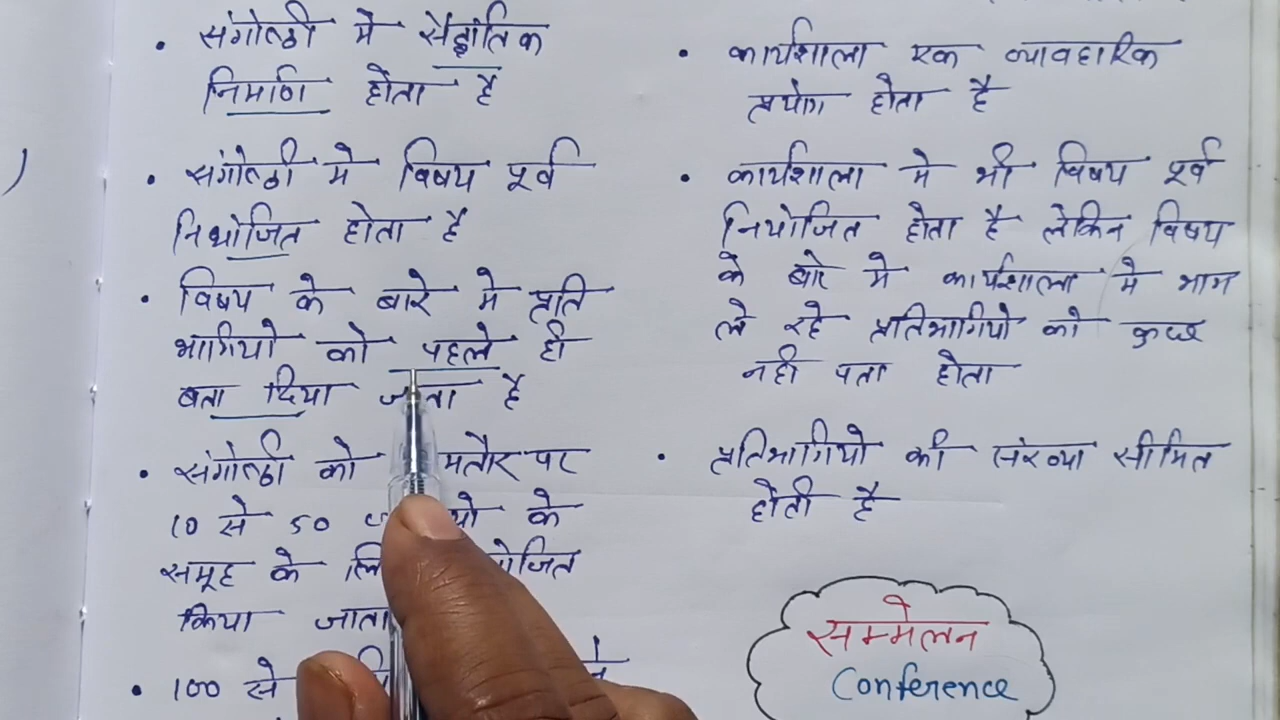 संगोष्ठी मे सैद्धांतिक
निर्माण होता है
संगोष्ठी मे विषय पूर्व
नियोजित होता है
विषय के बारे मे प्रति
भागियो को पहले ही
बता दिया जाता है
संगोष्ठी को पर
10 से 50 के
समूह के
किया जाता
100 से
कार्यशाला एक व्यावहारिक
प्रयोग होता है
कार्यशाला मे भी विषय पूर्व
नियोजित होता है लेकिन विषय
के बारे मे कार्यशाला मे भाग
ले रहे प्रतिभागियो को कुछ
नही पता होता
प्रतिभागियो की संख्या सीमित
होती है
सम्मेलन
Conference